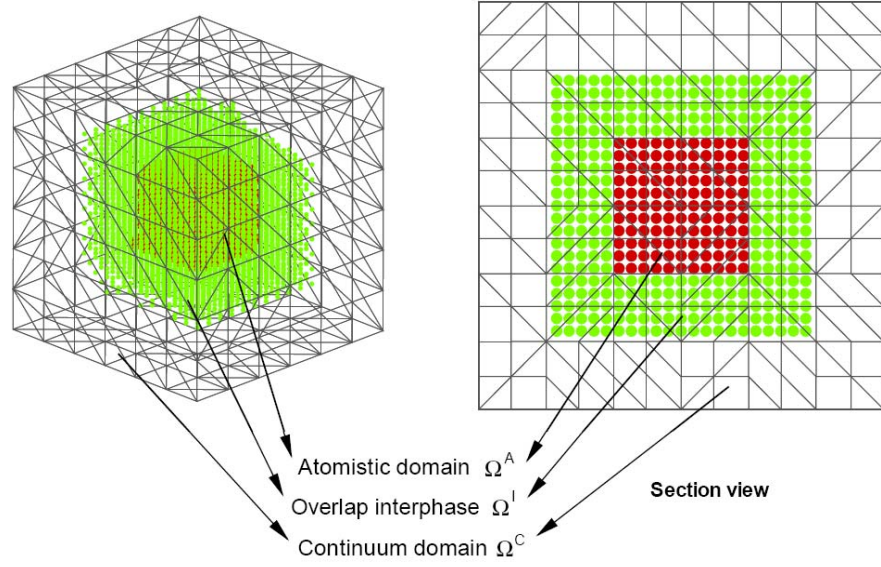 Atomistic domain Ω^A
Overlap interphase Ω^I
Section view
Continuum domain Ω^C